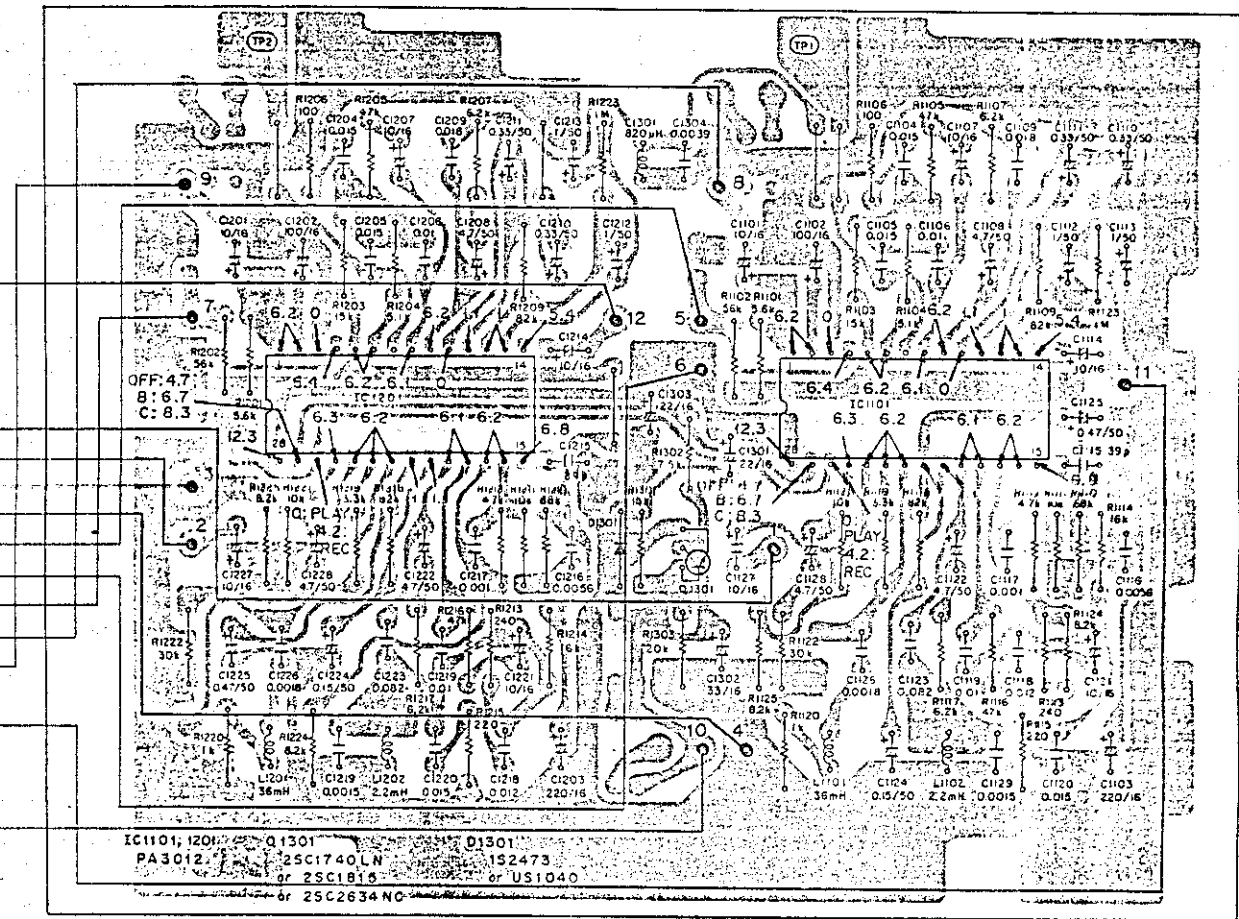 TP2
TP1
R1206 100
R1205 47k
R1207 6.2k
R1223 1M
C1204 0.015
C1207 10/16
C1209 0.018
C1211 0.33/50
C1213 1/50
C1301 820μH
C1304 0.0039
R1106 100
R1105 47k
R1107 6.2k
C1104 0.015
C1107 10/16
C1109 0.018
C1111 0.33/50
C1110 0.33/50
9
8
C1201 10/16
C1202 100/16
C1205 0.015
C1206 0.01
C1208 4.7/50
C1210 0.33/50
C1212 1/50
C1101 10/16
C1102 100/16
C1105 0.015
C1106 0.01
C1108 4.7/50
C1112 1/50
C1113 1/50
7
6.2 0
R1203 15k
R1204 5.1k
6.2
R1209 82k
5.4
12
5
R1102 56k
R1101 5.6k
6.2 0
R1103 15k
R1104 5.1k
6.2
R1109 82k
R1123 1M
R1202 56k
C1214 10/16
C1114 10/16
14
14
6
11
OFF:4.7
B:6.7
C:8.3
5.6k
6.4 6.2 6.1 0
6.4 6.2 6.1 0
IC1101
6.3 6.2 6.1 6.2
6.3 6.2 6.1 6.2
12.3
28
15
6.8
C1303 22/16
12.3
28
15
C1125 0.47/50
C1215
C1115 39p
R1302 7.5k
C1301 22/16
B:6.7
C:8.3
3
2
0:PLAY
4.2:
REC
0
PLAY
4.2:
REC
R1114 16k
D1301
Q1301
C1227 10/16
C1228 4.7/50
C1222 4.7/50
C1217 0.001
C1216 0.0056
C1127 10/16
C1128 4.7/50
C1122 4.7/50
C1117 0.001
C1116 0.0056
R1222 30k
R1216 47k
R1213 240
R1214 16k
R1303 20k
R1122 30k
R1124 8.2k
C1225 0.47/50
C1226 0.0018
C1224 0.15/50
C1223 0.082
C1219 0.01
C1221 10/16
C1302 33/16
C1126 0.0018
C1123 0.082
C1119 0.01
C1118 0.012
C1121 10/16
R1217 6.2k
R1215 220
R1125 8.2k
R1117 6.2k
R1116 47k
R1113 240
R1115 220
R1220 1k
R1224 8.2k
10
4
R1120 1k
L1201 36mH
C1219 0.0015
L1202 2.2mH
C1220 0.015
C1218 0.012
C1203 220/16
L1101 36mH
C1124 0.15/50
L1102 2.2mH
C1129 0.0015
C1120 0.015
C1103 220/16
IC1101, 1201
PA3012
Q1301
2SC1740LN
or 2SC1815
or 2SC2634NC
D1301
1S2473
or US1040